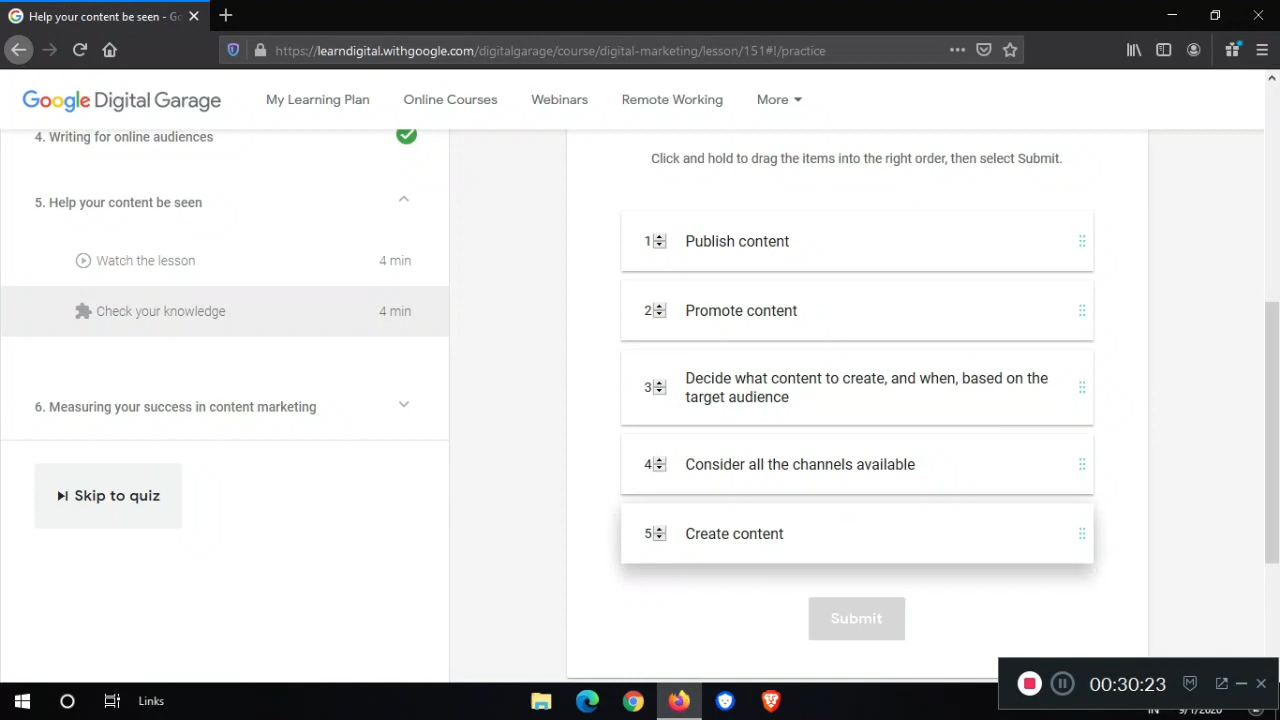 Help your content be seen - Go
https://learndigital.withgoogle.com/digitalgarage/course/digital-marketing/lesson/151#!/practice
Google Digital Garage
My Learning Plan
Online Courses
Webinars
Remote Working
More
4. Writing for online audiences
5. Help your content be seen
Watch the lesson 4 min
Check your knowledge 4 min
6. Measuring your success in content marketing
Skip to quiz
Click and hold to drag the items into the right order, then select Submit.
1 Publish content
2 Promote content
3 Decide what content to create, and when, based on the
target audience
4 Consider all the channels available
5 Create content
Submit
00:30:23
Links
IN 9/1/2020